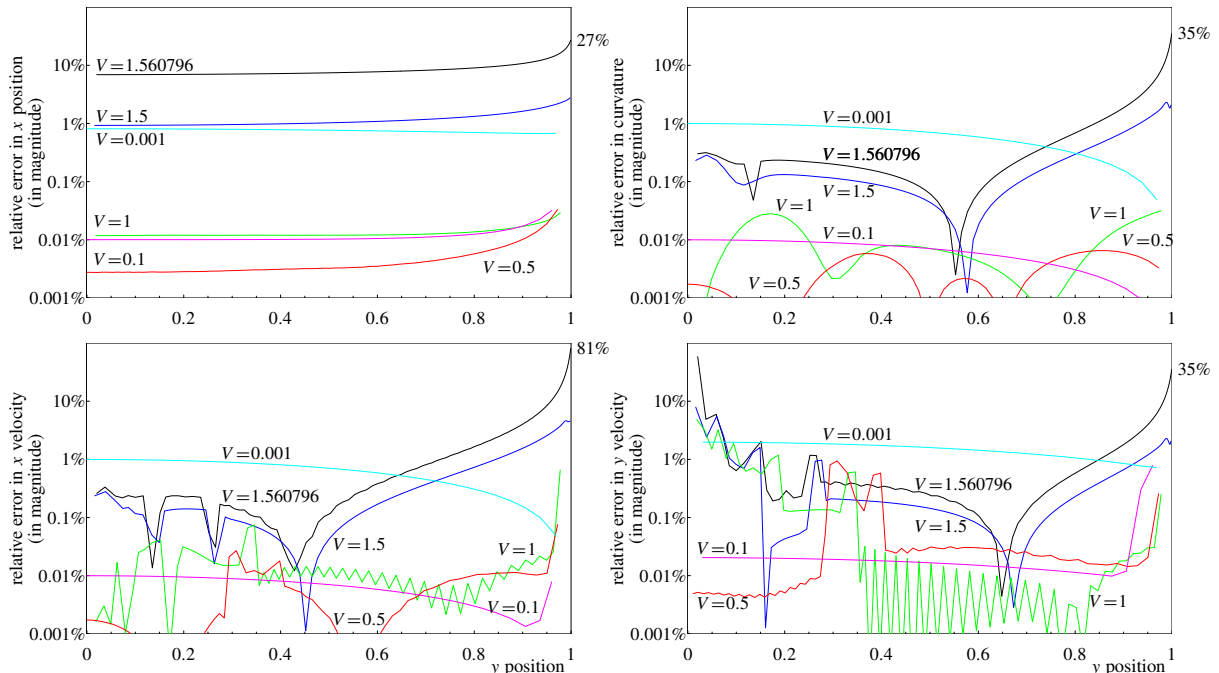 relative error in x position
(in magnitude)
10%
1%
0.1%
0.01%
0.001%
27%
V=1.560796
V=1.5
V=0.001
V=1
V=0.1
V=0.5
0
0.2
0.4
0.6
0.8
1
relative error in curvature
(in magnitude)
10%
1%
0.1%
0.01%
0.001%
35%
V=0.001
V=1.560796
V=1.5
V=1
V=1
V=0.1
V=0.5
V=0.5
0
0.2
0.4
0.6
0.8
1
relative error in x velocity
(in magnitude)
10%
1%
0.1%
0.01%
0.001%
81%
V=0.001
V=1.560796
V=1.5
V=1
V=0.1
V=0.5
0
0.2
0.4
0.6
0.8
1
y position
relative error in y velocity
(in magnitude)
10%
1%
0.1%
0.01%
0.001%
35%
V=0.001
V=1.560796
V=1.5
V=0.1
V=0.5
V=1
0
0.2
0.4
0.6
0.8
1
y position